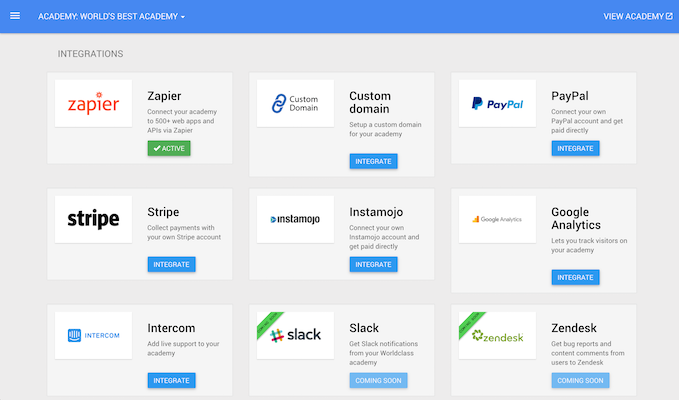 ACADEMY: WORLD'S BEST ACADEMY
VIEW ACADEMY
INTEGRATIONS
zapier
Zapier
Connect your academy
to 500+ web apps and
APIs via Zapier
ACTIVE
Custom
Domain
Custom
domain
Setup a custom domain
for your academy
INTEGRATE
PayPal
PayPal
Connect your own
PayPal account and get
paid directly
INTEGRATE
stripe
Stripe
Collect payments with
your own Stripe account
INTEGRATE
instamojo
Instamojo
Connect your own
Instamojo account and
get paid directly
INTEGRATE
Google Analytics
Google
Analytics
Lets you track visitors on
your academy
INTEGRATE
INTERCOM
Intercom
Add live support to your
academy
INTEGRATE
slack
Slack
Get Slack notifications
from your Worldclass
academy
COMING SOON
zendesk
Zendesk
Get bug reports and
content comments from
users to Zendesk
COMING SOON